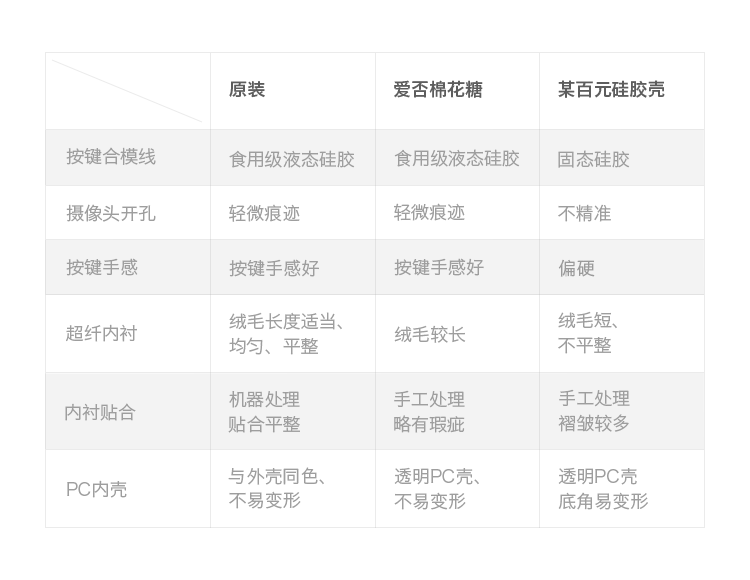 原装 爱否棉花糖 某百元硅胶壳
按键合模线 食用级液态硅胶 食用级液态硅胶 固态硅胶
摄像头开孔 轻微痕迹 轻微痕迹 不精准
按键手感 按键手感好 按键手感好 偏硬
超纤内衬 绒毛长度适当、 绒毛较长 绒毛短、
均匀、平整 不平整
内衬贴合 机器处理 手工处理 手工处理
贴合平整 略有瑕疵 褶皱较多
PC内壳 与外壳同色、 透明PC壳、 透明PC壳
不易变形 不易变形 底角易变形